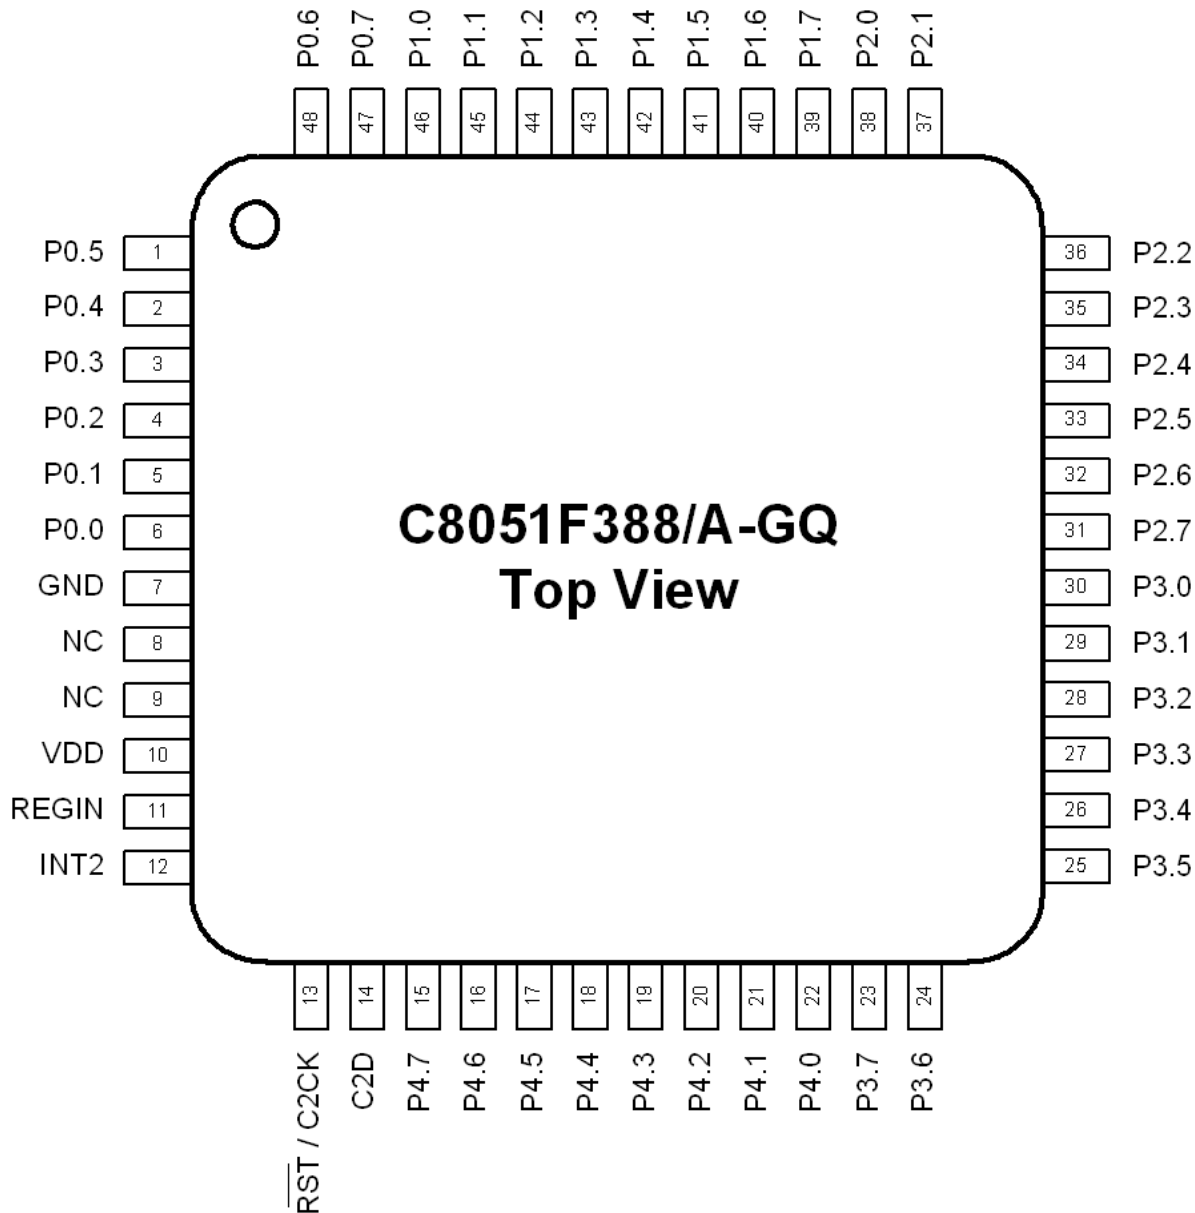 P0.6 P0.7 P1.0 P1.1 P1.2 P1.3 P1.4 P1.5 P1.6 P1.7 P2.0 P2.1
48 47 46 45 44 43 42 41 40 39 38 37
P0.5 1 36 P2.2
P0.4 2 35 P2.3
P0.3 3 34 P2.4
P0.2 4 33 P2.5
P0.1 5 32 P2.6
C8051F388/A-GQ
P0.0 6 31 P2.7
Top View
GND 7 30 P3.0
NC 8 29 P3.1
NC 9 28 P3.2
VDD 10 27 P3.3
REGIN 11 26 P3.4
INT2 12 25 P3.5
13 14 15 16 17 18 19 20 21 22 23 24
RST / C2CK C2D P4.7 P4.6 P4.5 P4.4 P4.3 P4.2 P4.1 P4.0 P3.7 P3.6